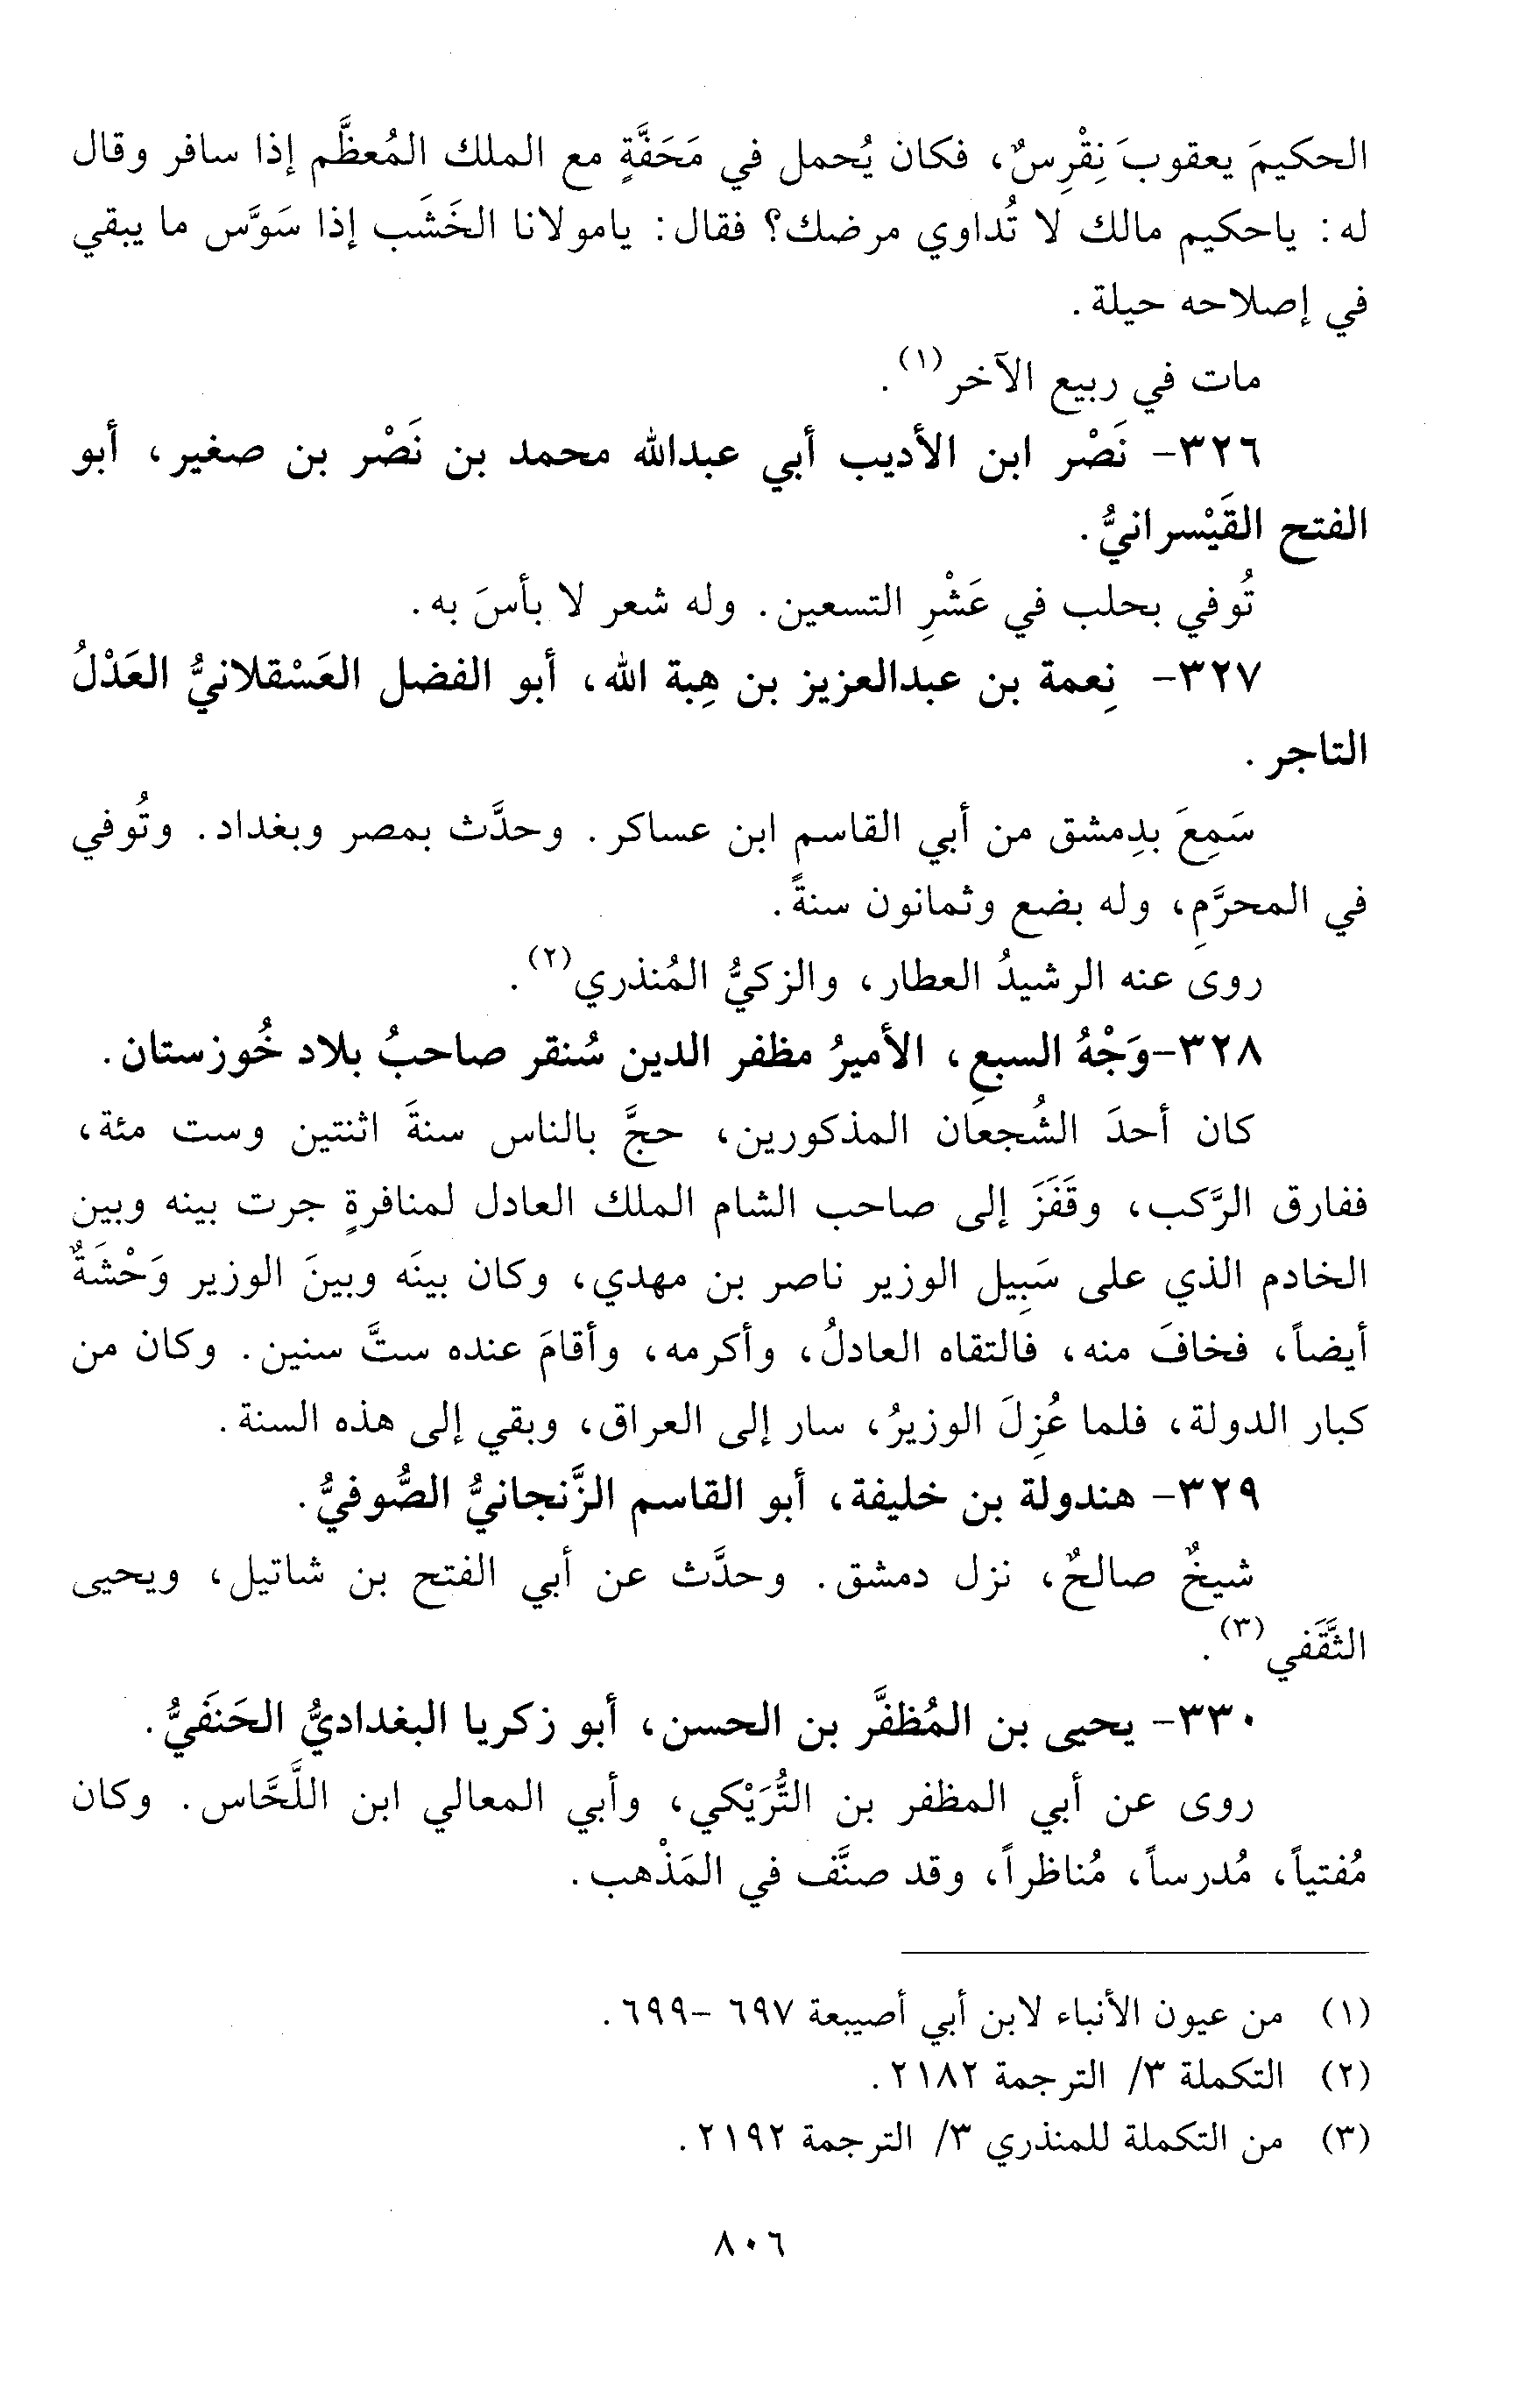 الحكيمَ يعقوبَ نِقْرِسٌ، فكان يُحمل في مَحَفَّةٍ مع الملك المُعظَّم إذا سافر وقال
له: ياحكيم مالك لا تُداوي مرضك؟ فقال: يامولانا الخَشَب إذا سَوَّس ما يبقي
في إصلاحه حيلة.
مات في ربيع الآخر(١).
٣٢٦- نَصْر ابن الأديب أبي عبدالله محمد بن نَصْر بن صغير، أبو
الفتح القَيْسرانيُّ.
تُوفي بحلب في عَشْرِ التسعين. وله شعر لا بأسَ به.
٣٢٧- نِعمة بن عبدالعزيز بن هِبة الله، أبو الفضل العَسْقلانيُّ العَدْلُ
التاجر.
سَمِعَ بدِمشق من أبي القاسم ابن عساكر. وحدَّث بمصر وبغداد. وتُوفي
في المحرَّمِ، وله بضع وثمانون سنةً.
روى عنه الرشيدُ العطار، والزكيُّ المُنذري(٢).
٣٢٨-وَجْهُ السبعِ، الأميرُ مظفر الدين سُنقر صاحبُ بلاد خُوزستان.
كان أحدَ الشُجعان المذكورين، حجَّ بالناس سنةَ اثنتين وست مئة،
ففارق الرَّكب، وقَفَزَ إلى صاحب الشام الملك العادل لمنافرةٍ جرت بينه وبين
الخادم الذي على سَبِيل الوزير ناصر بن مهدي، وكان بينَه وبينَ الوزير وَحْشَةٌ
أيضاً، فخافَ منه، فالتقاه العادلُ، وأكرمه، وأقامَ عنده ستَّ سنين. وكان من
كبار الدولة، فلما عُزِلَ الوزيرُ، سار إلى العراق، وبقي إلى هذه السنة.
٣٢٩- هندولة بن خليفة، أبو القاسم الزَّنجانيُّ الصُّوفيُّ.
شيخٌ صالحٌ، نزل دمشق. وحدَّث عن أبي الفتح بن شاتيل، ويحيى
الثَّقَفي(٣).
٣٣٠- يحيى بن المُظفَّر بن الحسن، أبو زكريا البغداديُّ الحَنَفيُّ.
روى عن أبي المظفر بن التُّرَيْكي، وأبي المعالي ابن اللَّحَّاس. وكان
مُفتياً، مُدرساً، مُناظراً، وقد صنَّف في المَذْهب.
(١) من عيون الأنباء لابن أبي أصيبعة ٦٩٧ -٦٩٩.
(٢) التكملة ٣/ الترجمة ٢١٨٢.
(٣) من التكملة للمنذري ٣/ الترجمة ٢١٩٢.
٨٠٦